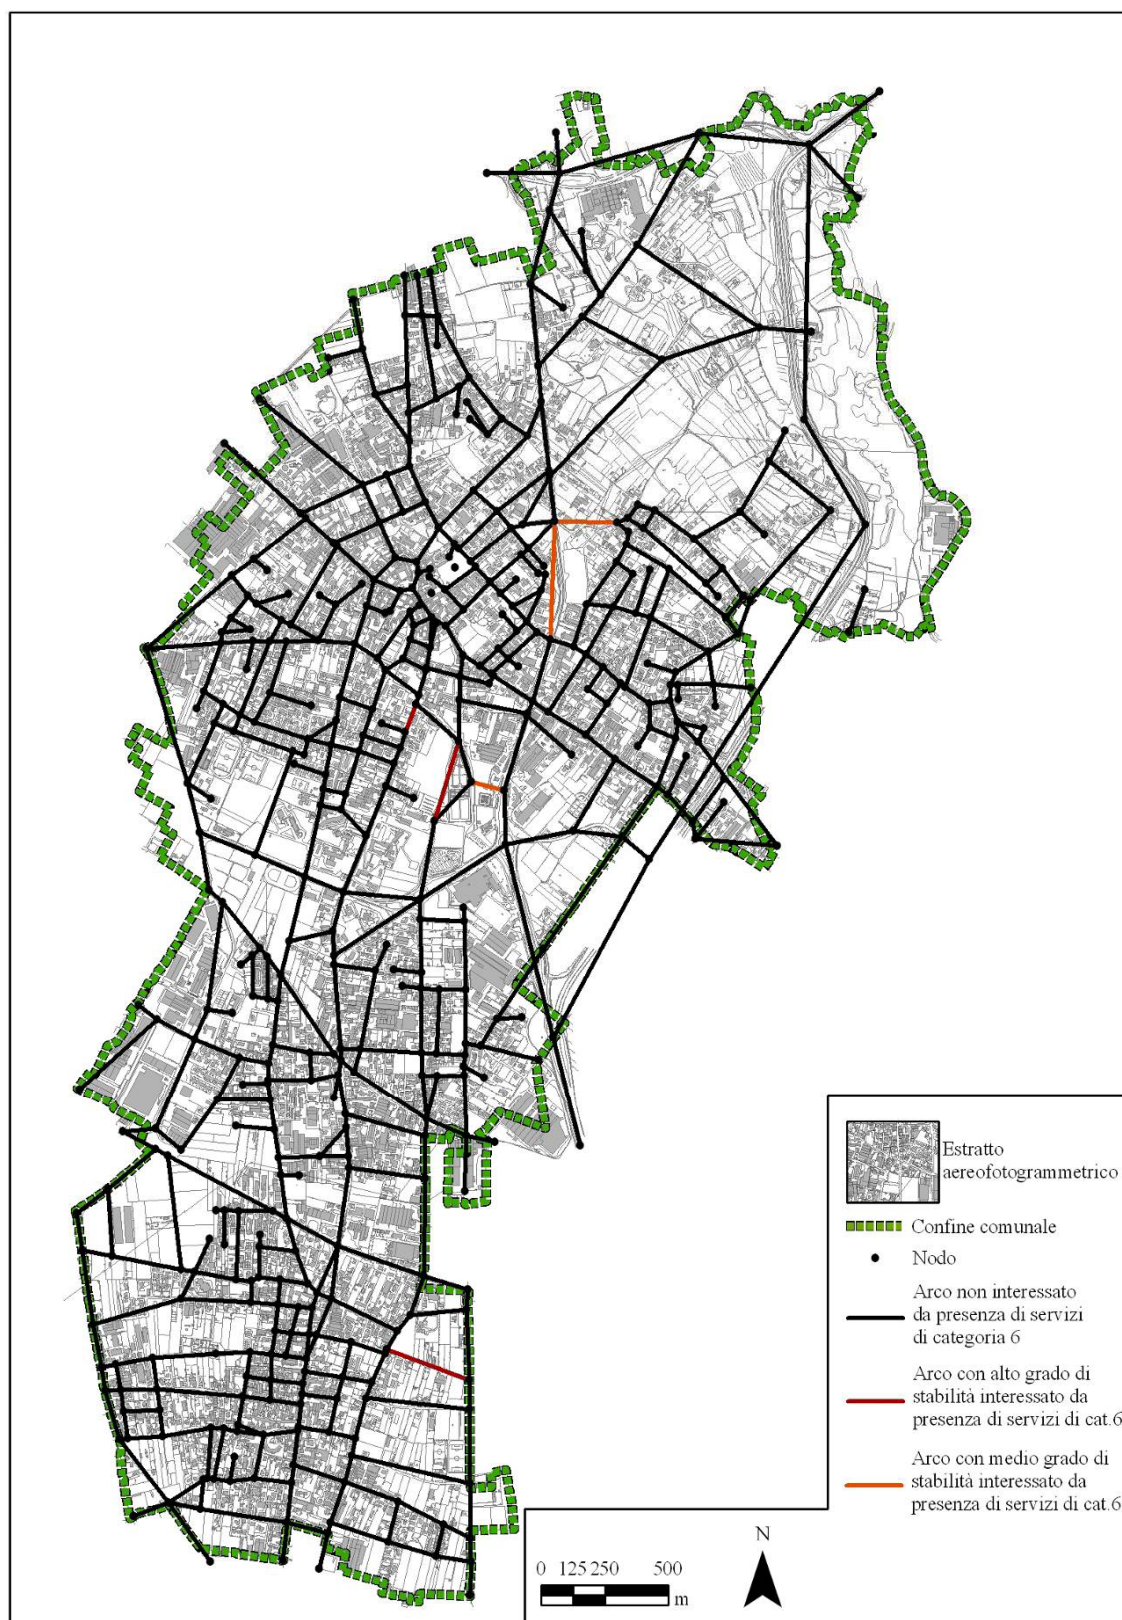 Estratto
aereofotogrammetrico
Confine comunale
Nodo
Arco non interessato
da presenza di servizi
di categoria 6
Arco con alto grado di
stabilità interessato da
presenza di servizi di cat.6
Arco con medio grado di
stabilità interessato da
presenza di servizi di cat.6
N
0 125 250 500
m